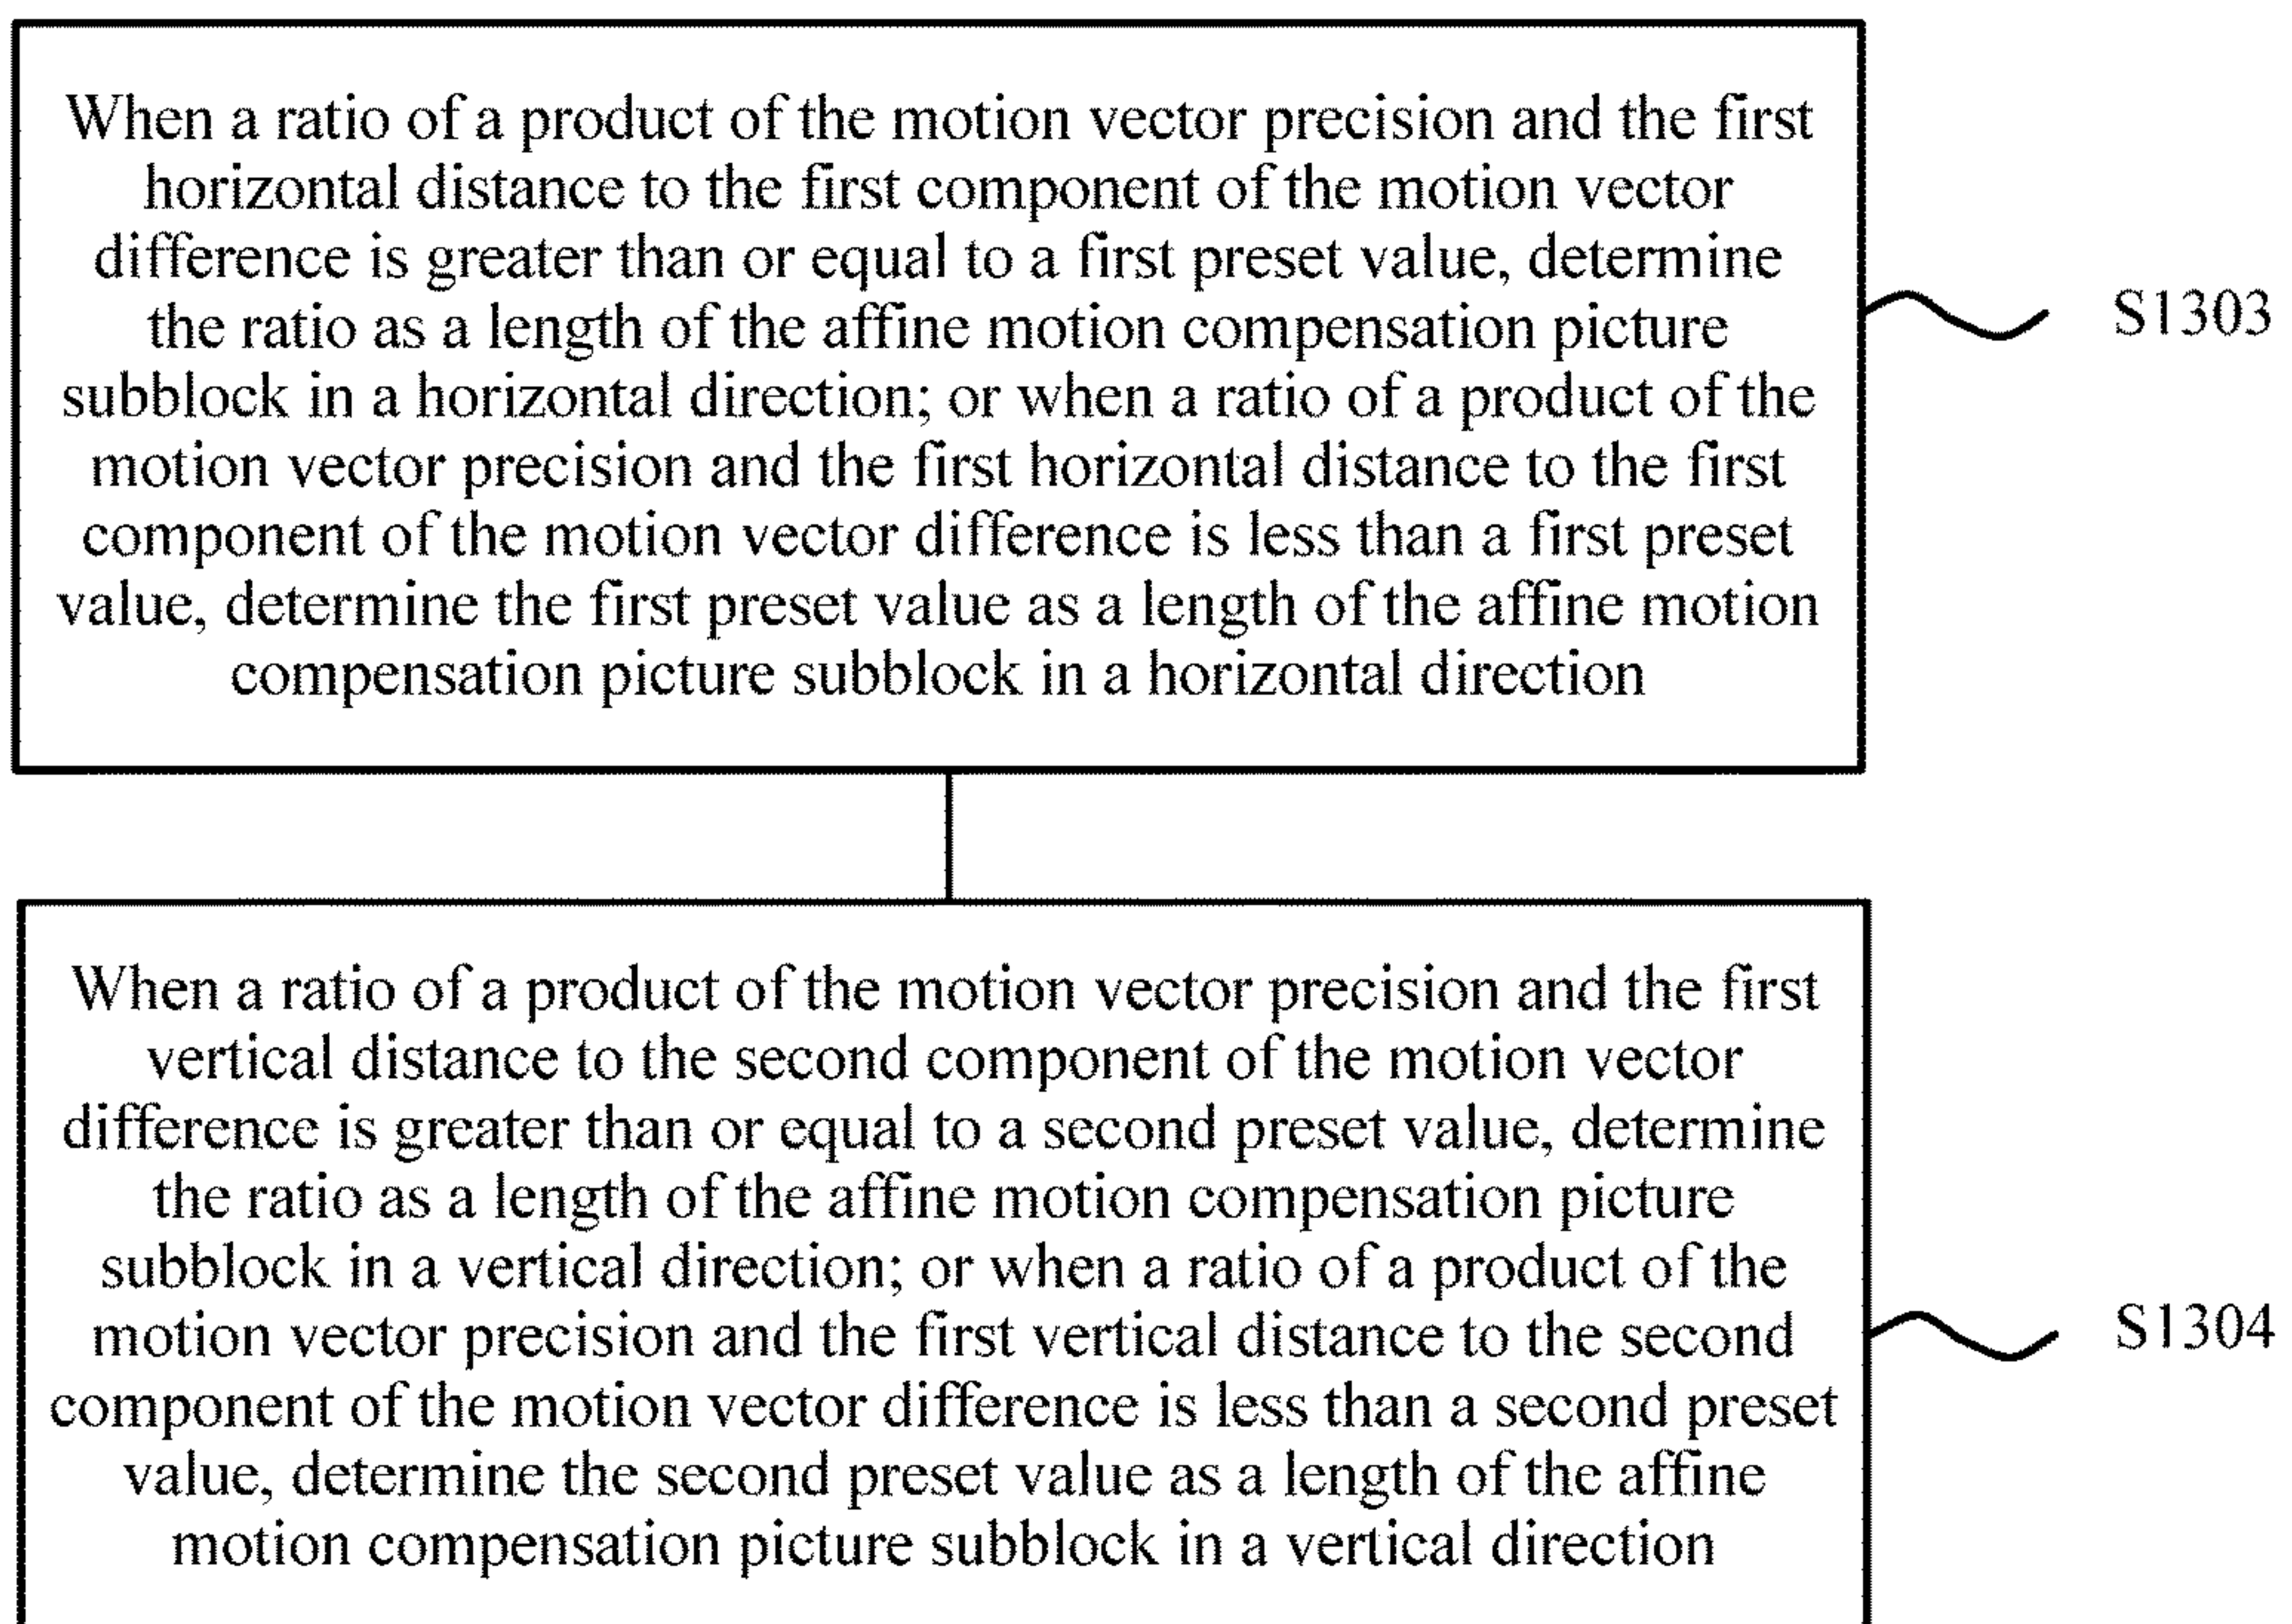 When a ratio of a product of the motion vector precision and the first
horizontal distance to the first component of the motion vector
difference is greater than or equal to a first preset value, determine
the ratio as a length of the affine motion compensation picture
subblock in a horizontal direction; or when a ratio of a product of the
motion vector precision and the first horizontal distance to the first
component of the motion vector difference is less than a first preset
value, determine the first preset value as a length of the affine motion
compensation picture subblock in a horizontal direction
S1303
When a ratio of a product of the motion vector precision and the first
vertical distance to the second component of the motion vector
difference is greater than or equal to a second preset value, determine
the ratio as a length of the affine motion compensation picture
subblock in a vertical direction; or when a ratio of a product of the
motion vector precision and the first vertical distance to the second
component of the motion vector difference is less than a second preset
value, determine the second preset value as a length of the affine
motion compensation picture subblock in a vertical direction
S1304